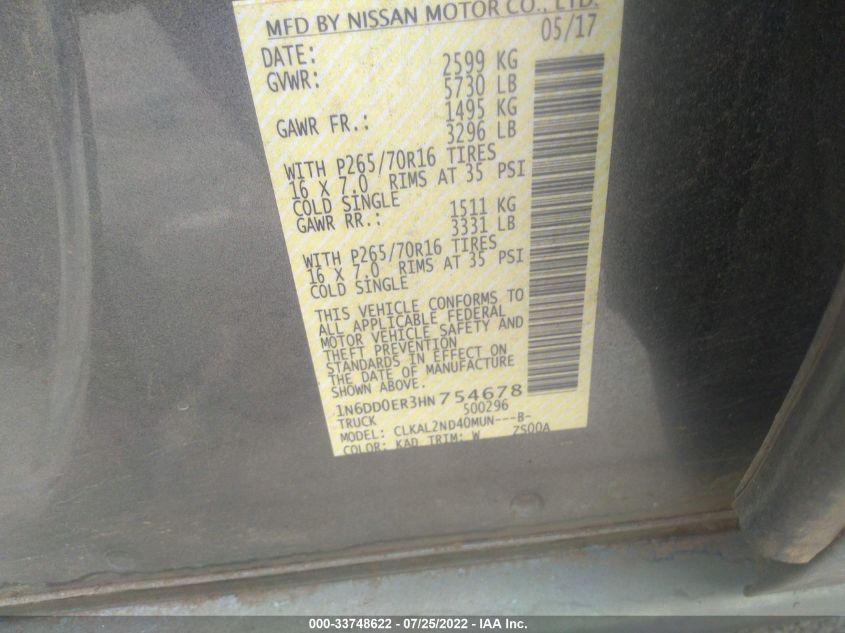 MFD BY NISSAN MOTOR CO., LTD.
DATE: 05/17
GVWR: 2599 KG
5730 LB
GAWR FR.: 1495 KG
3296 LB
WITH P265/70R16 TIRES
16 X 7.0 RIMS AT 35 PSI
COLD SINGLE
GAWR RR.: 1511 KG
3331 LB
WITH P265/70R16 TIRES
16 X 7.0 RIMS AT 35 PSI
COLD SINGLE
THIS VEHICLE CONFORMS TO
ALL APPLICABLE FEDERAL
MOTOR VEHICLE SAFETY AND
THEFT PREVENTION
STANDARDS IN EFFECT ON
THE DATE OF MANUFACTURE
SHOWN ABOVE.
1N6DD0ER3HN754678
TRUCK 500296
MODEL: CLKAL2ND40MUN---B-
COLOR: KAD TRIM: W ZS00A
000-33748622 - 07/25/2022 - IAA Inc.